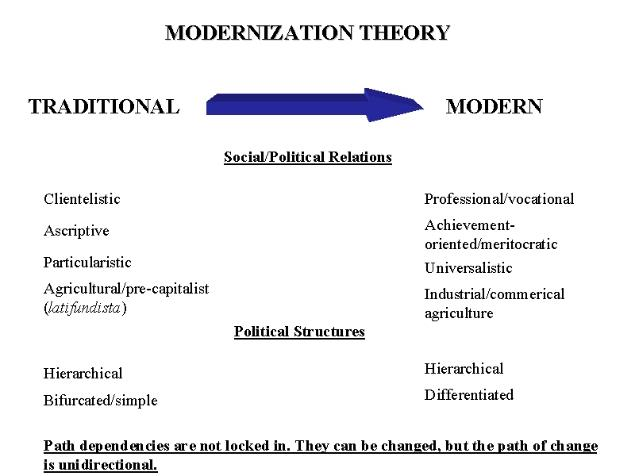 MODERNIZATION THEORY
TRADITIONAL MODERN
Social/Political Relations
Clientelistic Professional/vocational
Ascriptive Achievement-
oriented/meritocratic
Particularistic Universalistic
Agricultural/pre-capitalist Industrial/commerical
(latifundista) agriculture
Political Structures
Hierarchical Hierarchical
Bifurcated/simple Differentiated
Path dependencies are not locked in. They can be changed, but the path of change
is unidirectional.